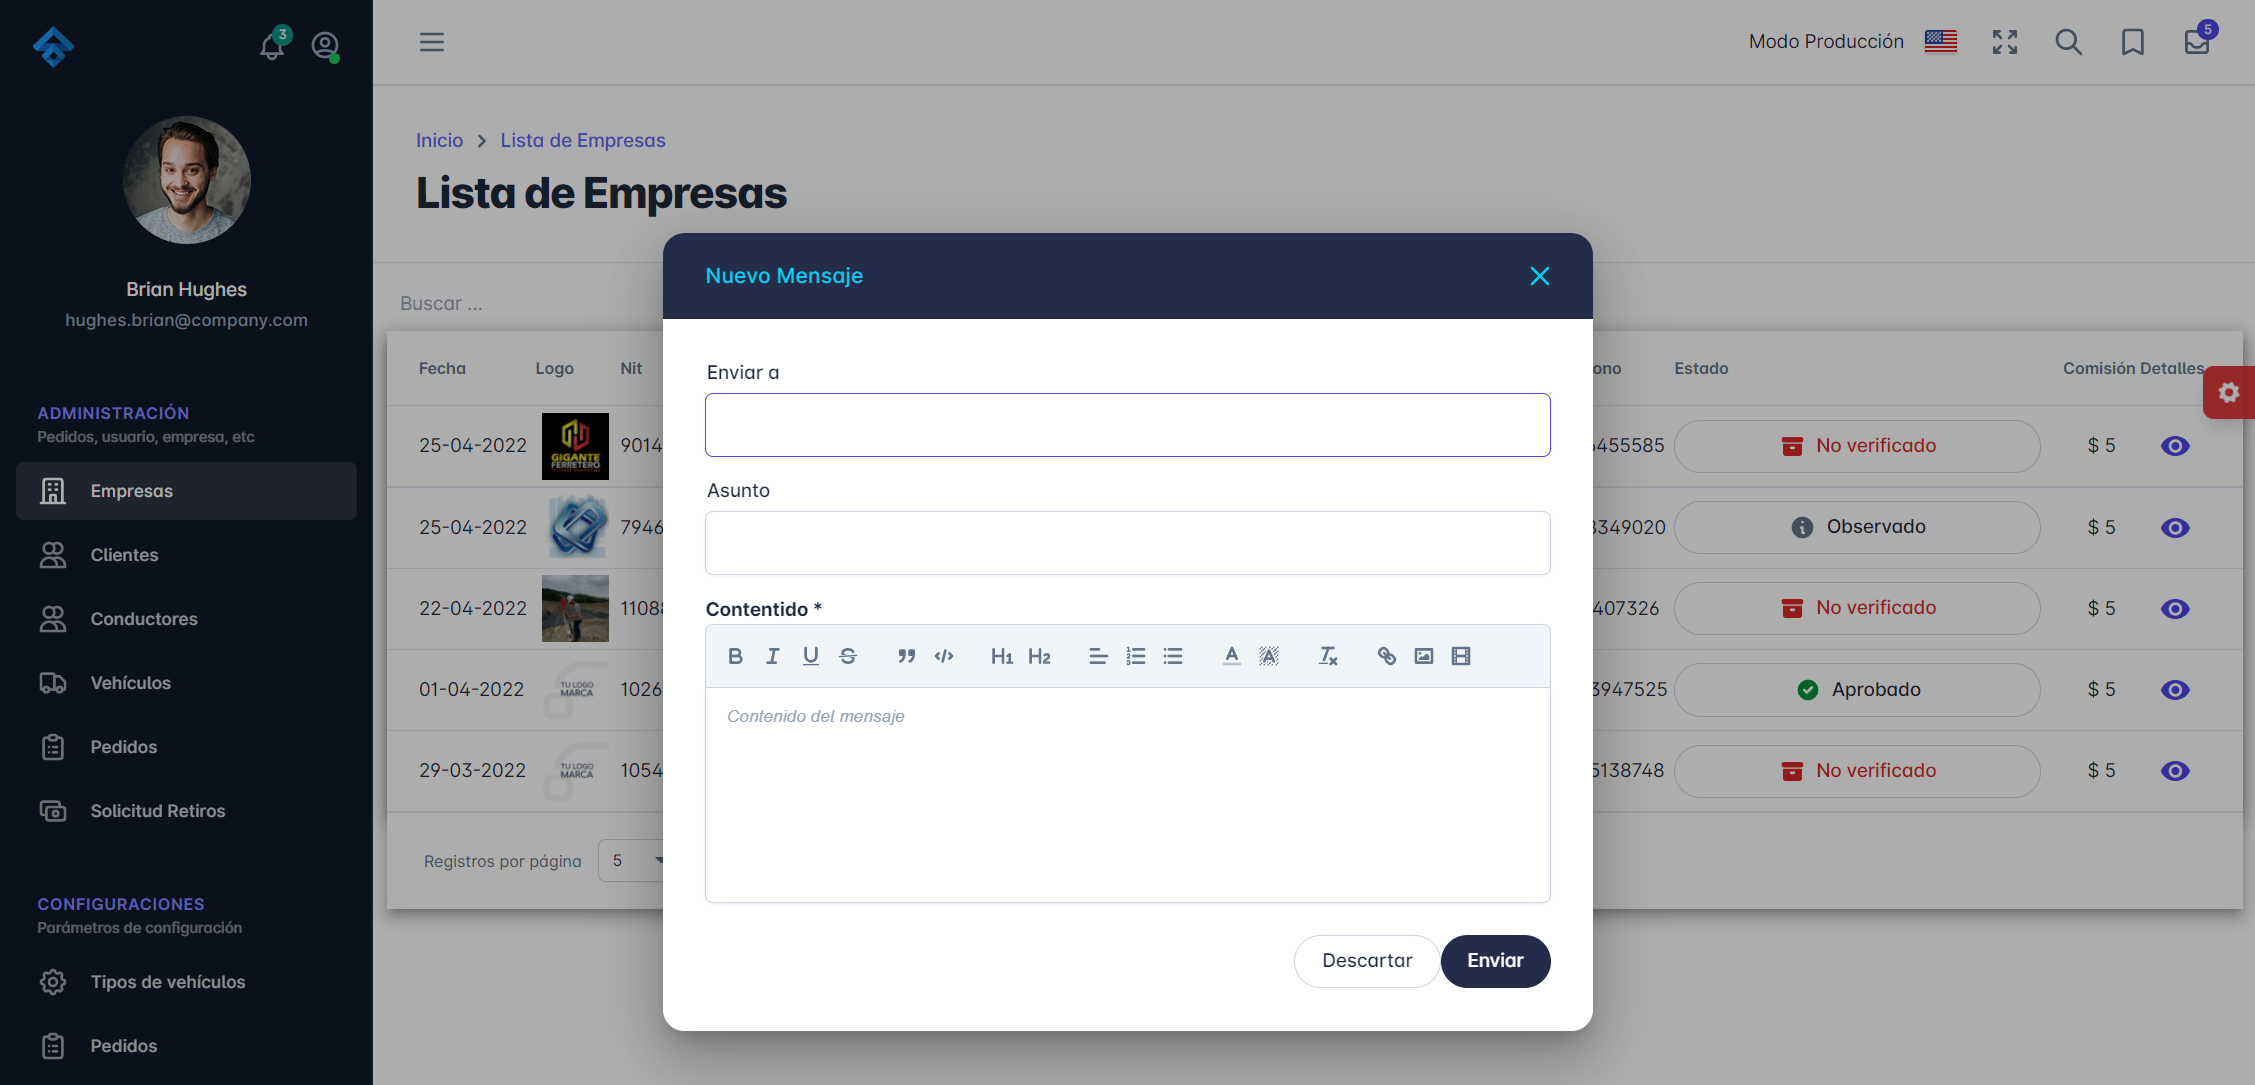 3
Modo Producción
5
Brian Hughes
hughes.brian@company.com
ADMINISTRACIÓN
Pedidos, usuario, empresa, etc
Empresas
Clientes
Conductores
Vehículos
Pedidos
Solicitud Retiros
CONFIGURACIONES
Parámetros de configuración
Tipos de vehículos
Pedidos
Inicio > Lista de Empresas
Lista de Empresas
Buscar ...
Fecha Logo Nit Estado Comisión Detalles
25-04-2022 GIGANTE FERRETERO 9014 455585 No verificado $ 5
25-04-2022 7946 349020 Observado $ 5
22-04-2022 1108 407326 No verificado $ 5
01-04-2022 TU LOGO MARCA 1026 3947525 Aprobado $ 5
29-03-2022 TU LOGO MARCA 1054 5138748 No verificado $ 5
Registros por página 5
Nuevo Mensaje
Enviar a
Asunto
Contentido *
B I U S H1 H2 A A Tx
Contenido del mensaje
Descartar Enviar